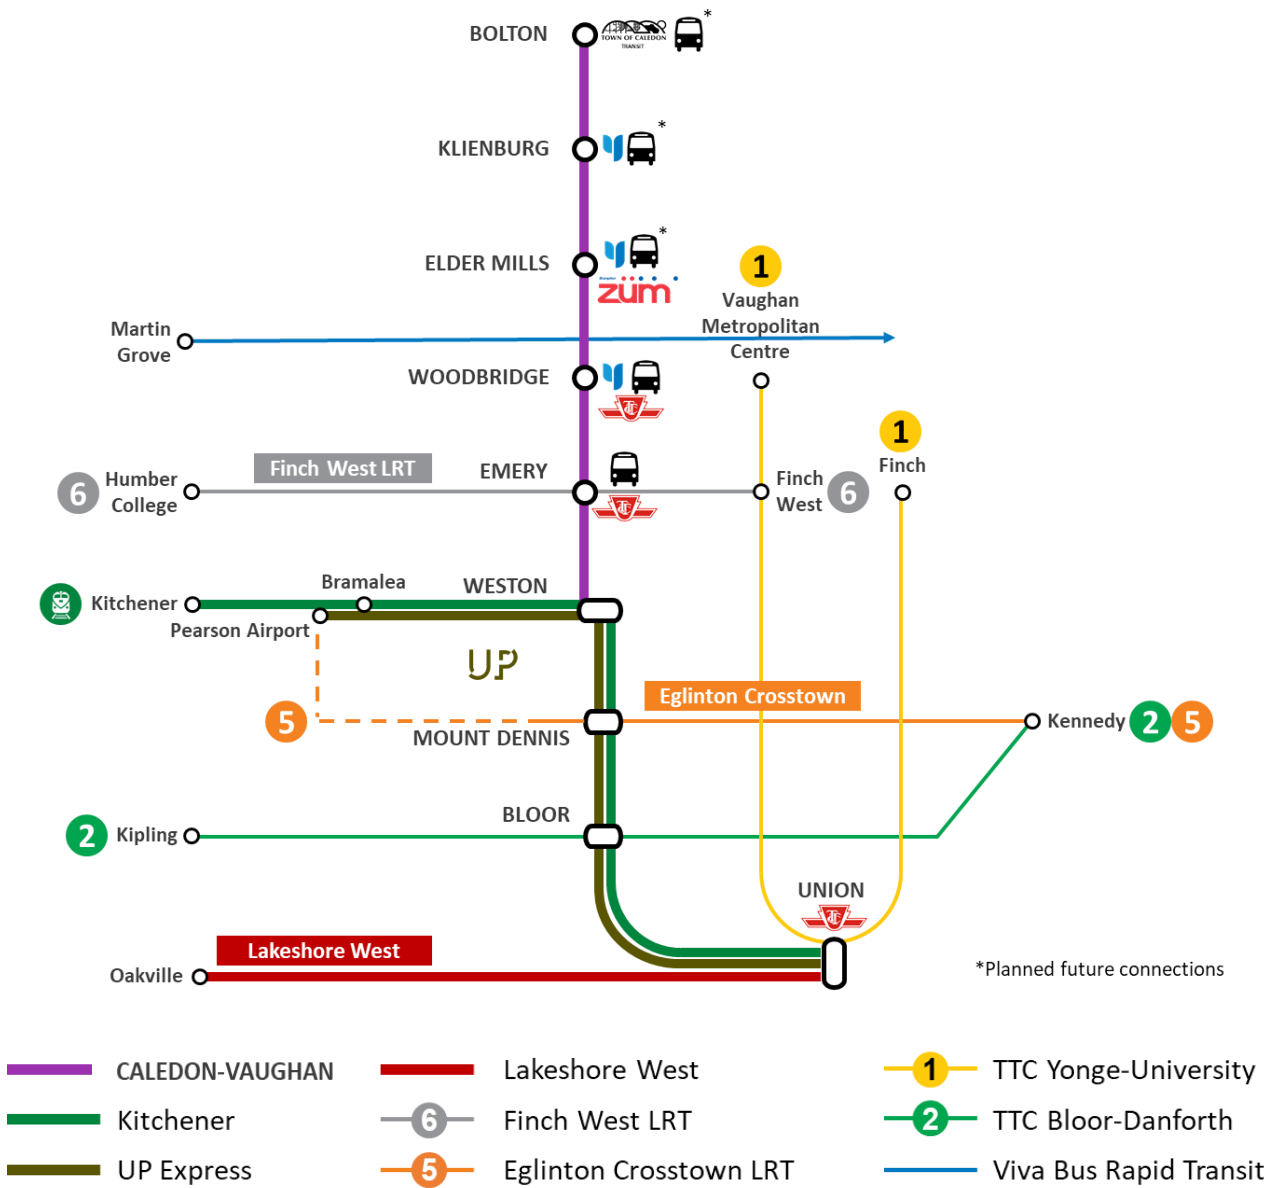 BOLTON
TOWN OF CALEDON
TRANSIT
*
KLIENBURG
*
ELDER MILLS
*
züm
1
Vaughan
Metropolitan
Centre
Martin
Grove
WOODBRIDGE
TTC
1
Finch
Finch West LRT
EMERY
6
Humber
College
TTC
Finch
West
6
Kitchener
Bramalea
WESTON
Pearson Airport
UP
Eglinton Crosstown
5
MOUNT DENNIS
Kennedy
2
5
BLOOR
2
Kipling
UNION
TTC
Lakeshore West
Oakville
*Planned future connections
CALEDON-VAUGHAN
Lakeshore West
1
TTC Yonge-University
Kitchener
6
Finch West LRT
2
TTC Bloor-Danforth
UP Express
5
Eglinton Crosstown LRT
Viva Bus Rapid Transit